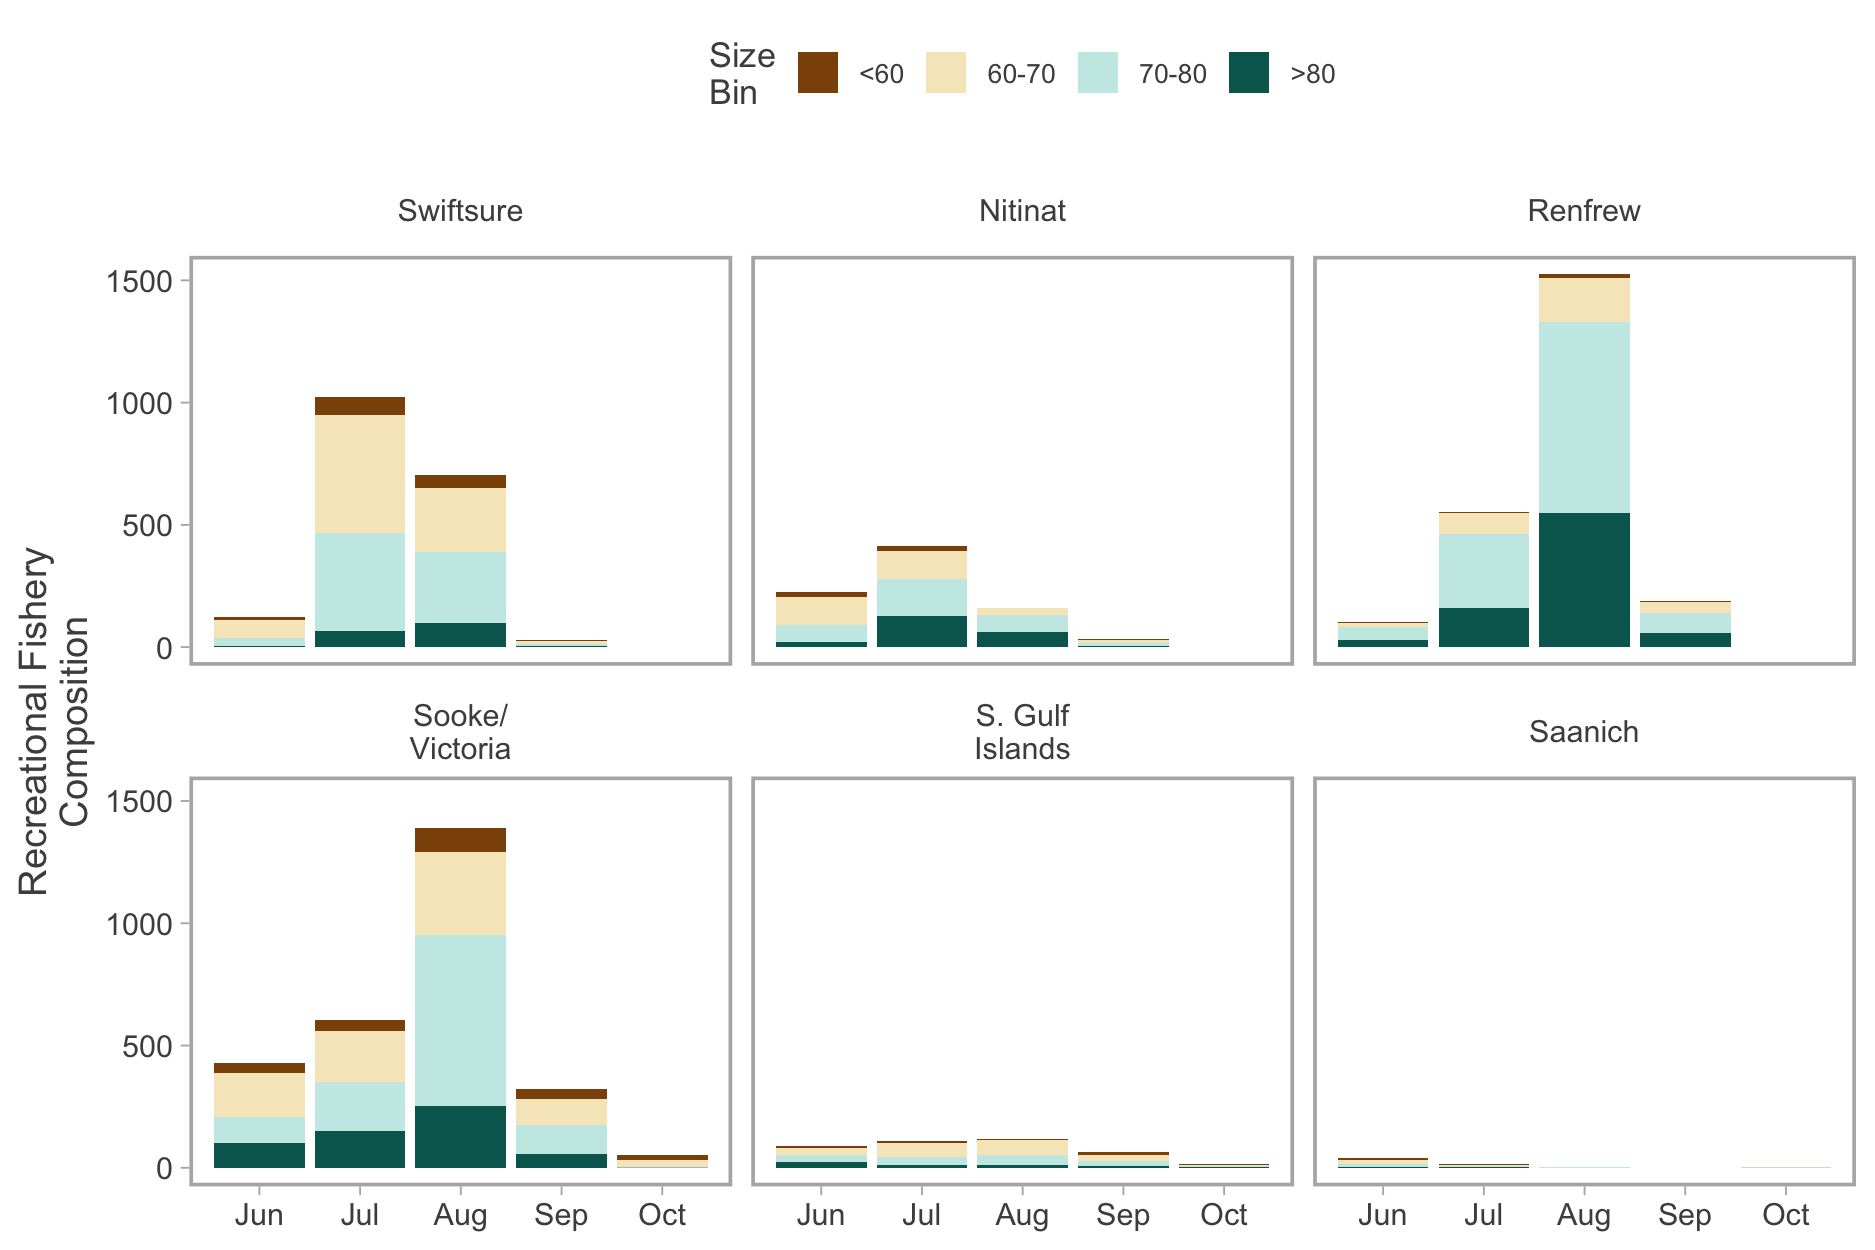 Size
Bin
<60
60-70
70-80
>80
Swiftsure
Nitinat
Renfrew
1500
1000
500
0
Recreational Fishery
Composition
Sooke/
Victoria
S. Gulf
Islands
Saanich
1500
1000
500
0
Jun Jul Aug Sep Oct
Jun Jul Aug Sep Oct
Jun Jul Aug Sep Oct